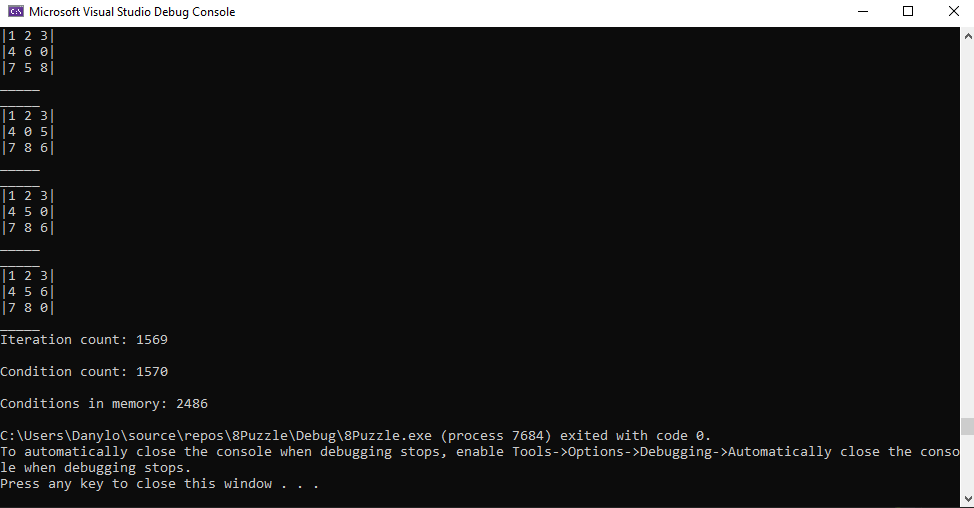 Microsoft Visual Studio Debug Console
|1 2 3|
|4 6 0|
|7 5 8|
_____
_____
|1 2 3|
|4 0 5|
|7 8 6|
_____
_____
|1 2 3|
|4 5 0|
|7 8 6|
_____
_____
|1 2 3|
|4 5 6|
|7 8 0|
_____
Iteration count: 1569
Condition count: 1570
Conditions in memory: 2486
C:\Users\Danylo\source\repos\8Puzzle\Debug\8Puzzle.exe (process 7684) exited with code 0.
To automatically close the console when debugging stops, enable Tools->Options->Debugging->Automatically close the conso
le when debugging stops.
Press any key to close this window . . .